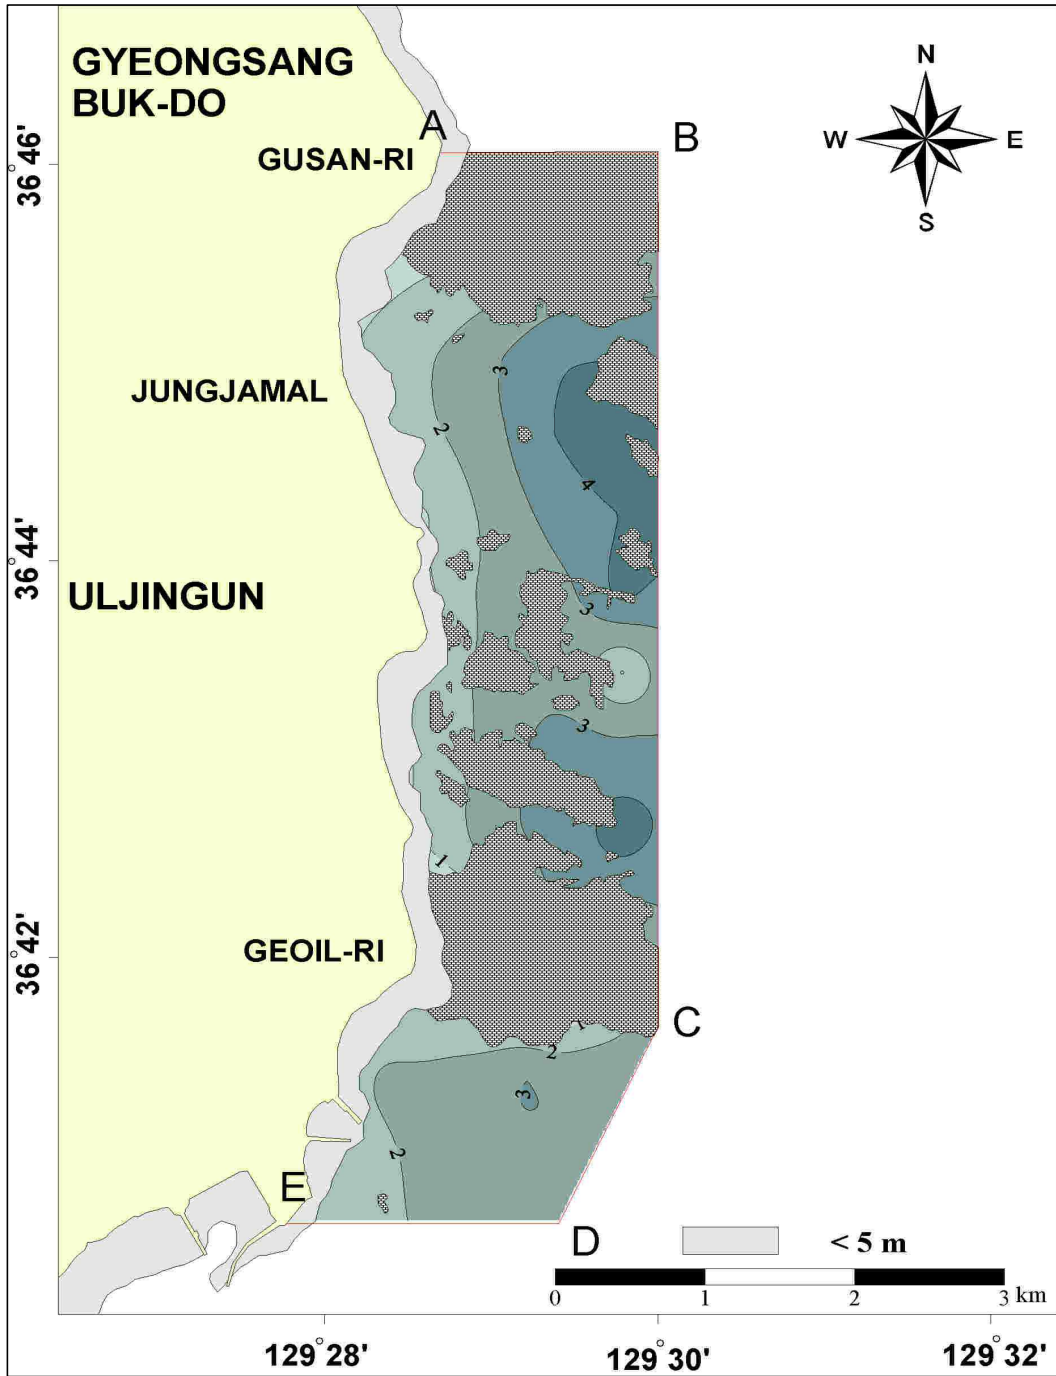 GYEONGSANG
BUK-DO
N
W
E
S
A
B
GUSAN-RI
36°46'
3
JUNGJAMAL
2
4
36°44'
ULJINGUN
3
3
1
36°42'
GEOIL-RI
C
1
2
3
2
E
D
< 5 m
0
1
2
3 km
129°28'
129°30'
129°32'